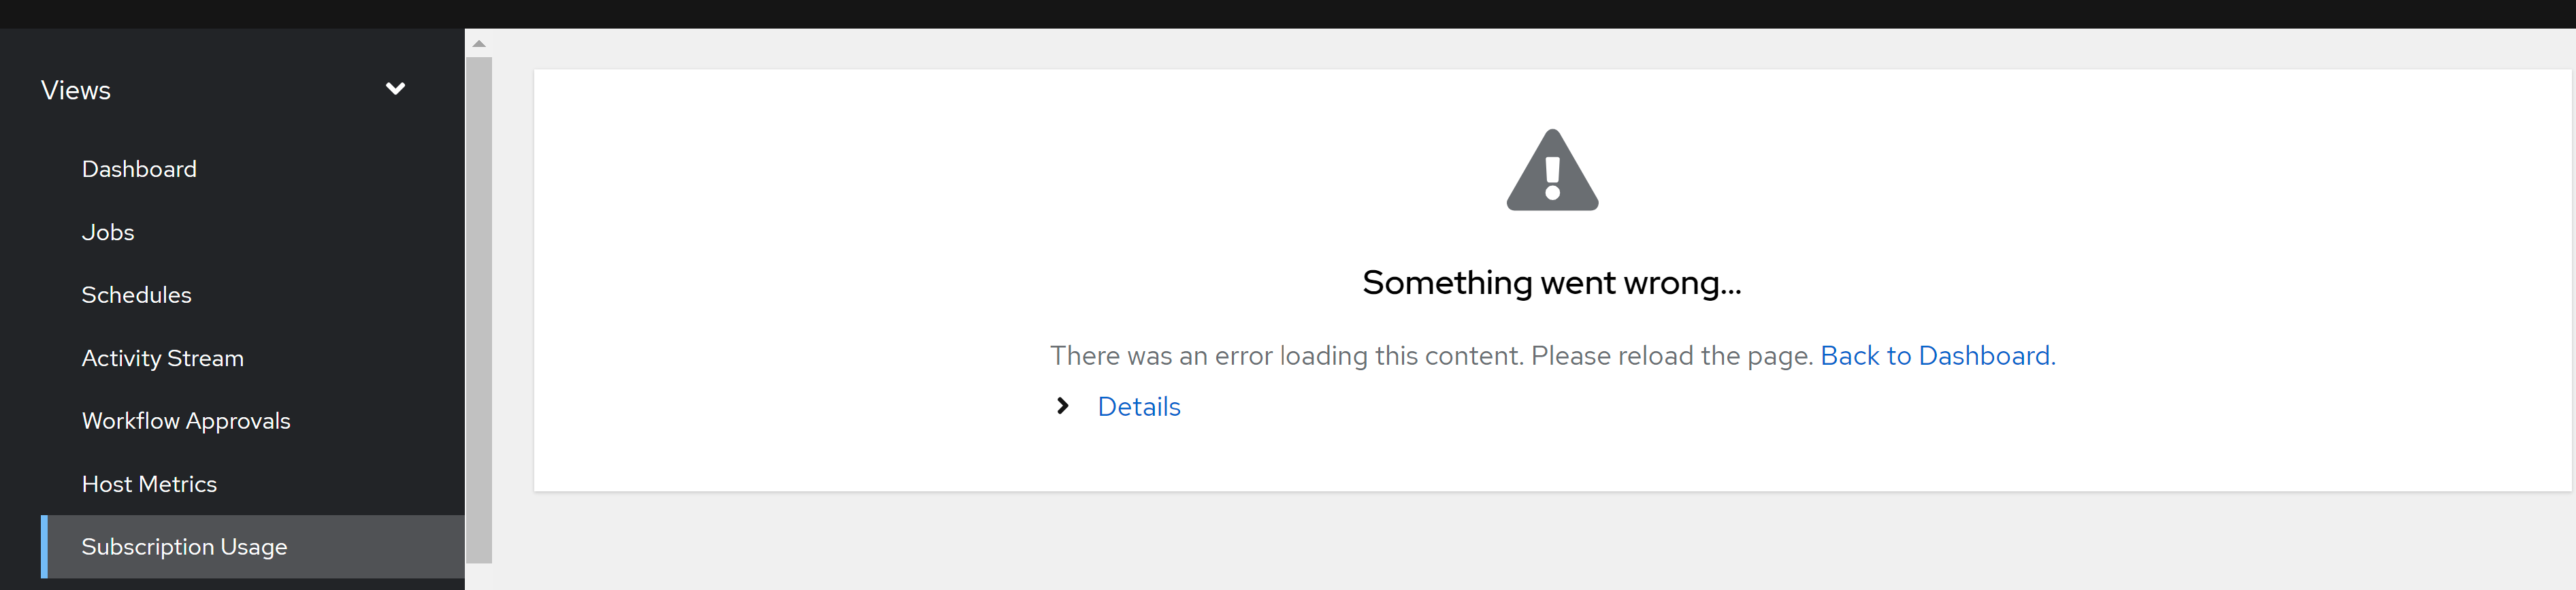 Views
Dashboard
Jobs
Schedules
Activity Stream
Workflow Approvals
Host Metrics
Subscription Usage
Something went wrong...
There was an error loading this content. Please reload the page. Back to Dashboard.
Details